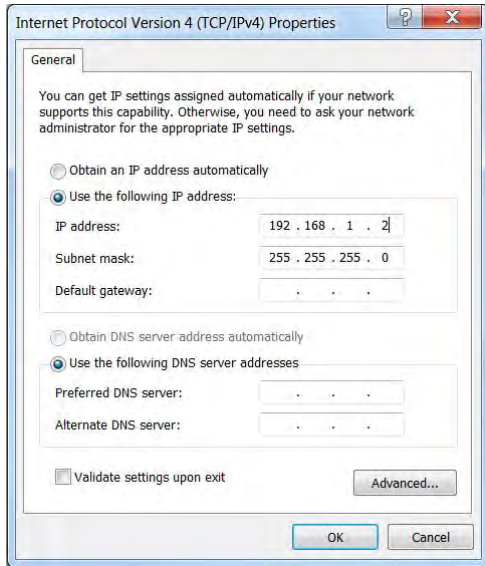 Internet Protocol Version 4 (TCP/IPv4) Properties
General
You can get IP settings assigned automatically if your network
supports this capability. Otherwise, you need to ask your network
administrator for the appropriate IP settings.
Obtain an IP address automatically
Use the following IP address:
IP address: 192 . 168 . 1 . 2
Subnet mask: 255 . 255 . 255 . 0
Default gateway: . . .
Obtain DNS server address automatically
Use the following DNS server addresses
Preferred DNS server: . . .
Alternate DNS server: . . .
Validate settings upon exit
Advanced...
OK Cancel